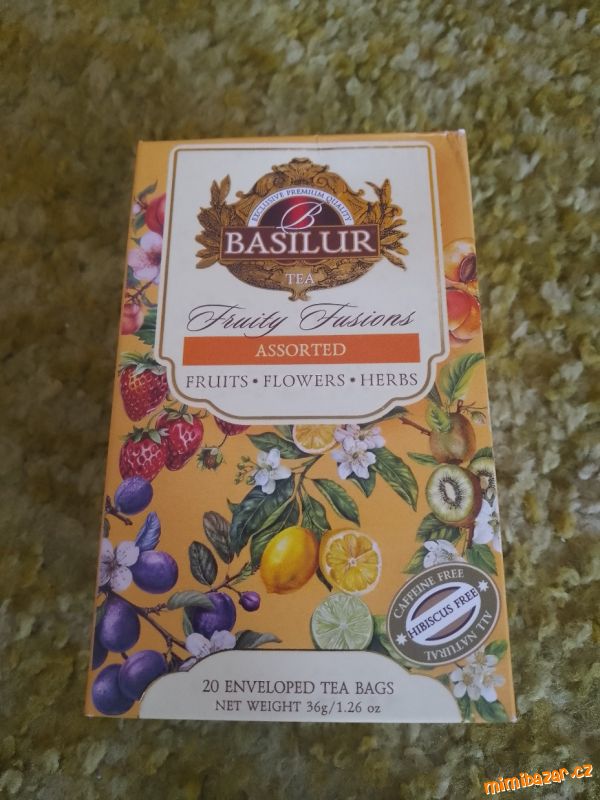 EXCLUSIVE PREMIUM QUALITY
B
BASILUR
TEA
Fruity Fusions
ASSORTED
FRUITS • FLOWERS • HERBS
CAFFEINE FREE
HIBISCUS FREE
ALL NATURAL
20 ENVELOPED TEA BAGS
NET WEIGHT 36g/1.26 oz
mimibazar.cz